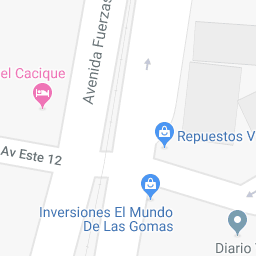 Avenida Fuerzas
el Cacique
Repuestos V
Av Este 12
Inversiones El Mundo
De Las Gomas
Diario